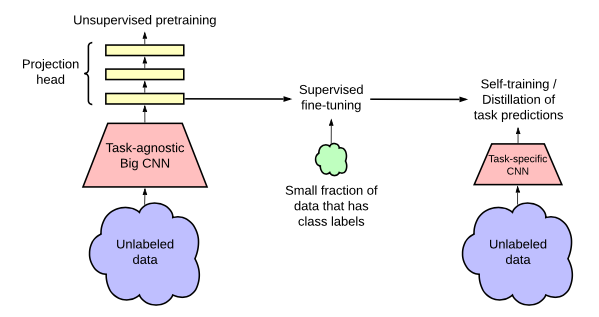 Unsupervised pretraining
Projection
head
Task-agnostic
Big CNN
Unlabeled
data
Supervised
fine-tuning
Small fraction of
data that has
class labels
Self-training /
Distillation of
task predictions
Task-specific
CNN
Unlabeled
data